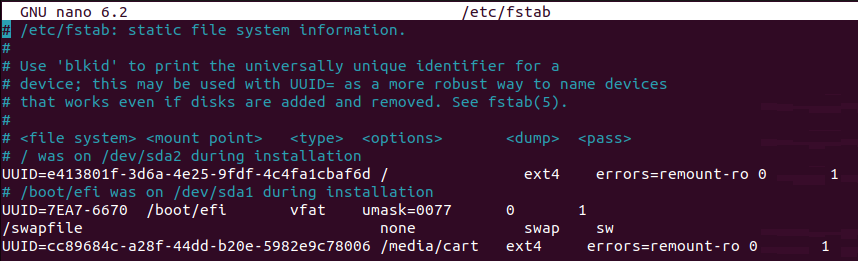 GNU nano 6.2 /etc/fstab
# /etc/fstab: static file system information.
#
# Use 'blkid' to print the universally unique identifier for a
# device; this may be used with UUID= as a more robust way to name devices
# that works even if disks are added and removed. See fstab(5).
#
# <file system> <mount point>   <type>  <options>       <dump>  <pass>
# / was on /dev/sda2 during installation
UUID=e413801f-3d6a-4e25-9fdf-4c4fa1cbaf6d /               ext4    errors=remount-ro 0       1
# /boot/efi was on /dev/sda1 during installation
UUID=7EA7-6670  /boot/efi       vfat    umask=0077      0       1
/swapfile                                 none            swap    sw
UUID=cc89684c-a28f-44dd-b20e-5982e9c78006 /media/cart   ext4     errors=remount-ro 0       1